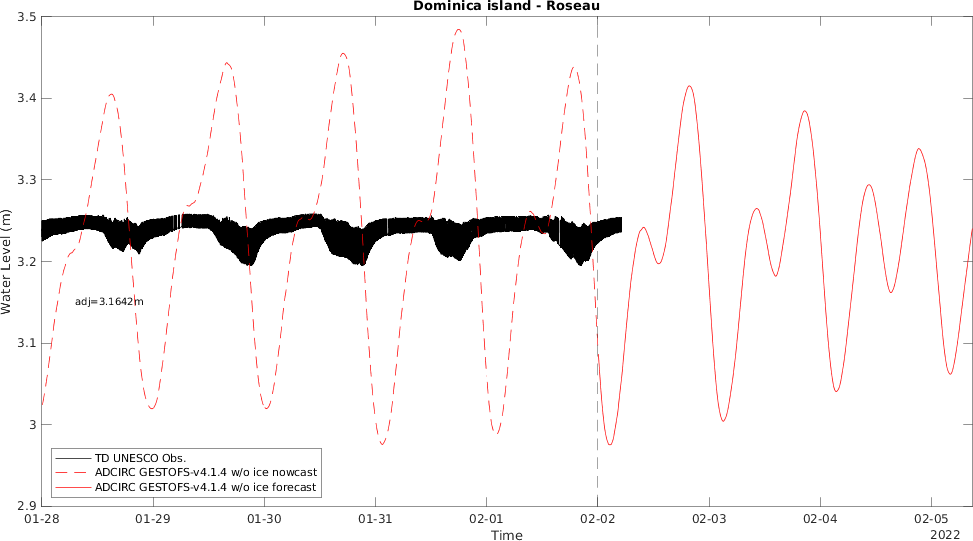 Dominica island - Roseau
3.5
3.4
3.3
3.2
3.1
3
2.9
Water Level (m)
adj=3.1642m
TD UNESCO Obs.
ADCIRC GESTOFS-v4.1.4 w/o ice nowcast
ADCIRC GESTOFS-v4.1.4 w/o ice forecast
01-28 01-29 01-30 01-31 02-01 02-02 02-03 02-04 02-05
Time
2022